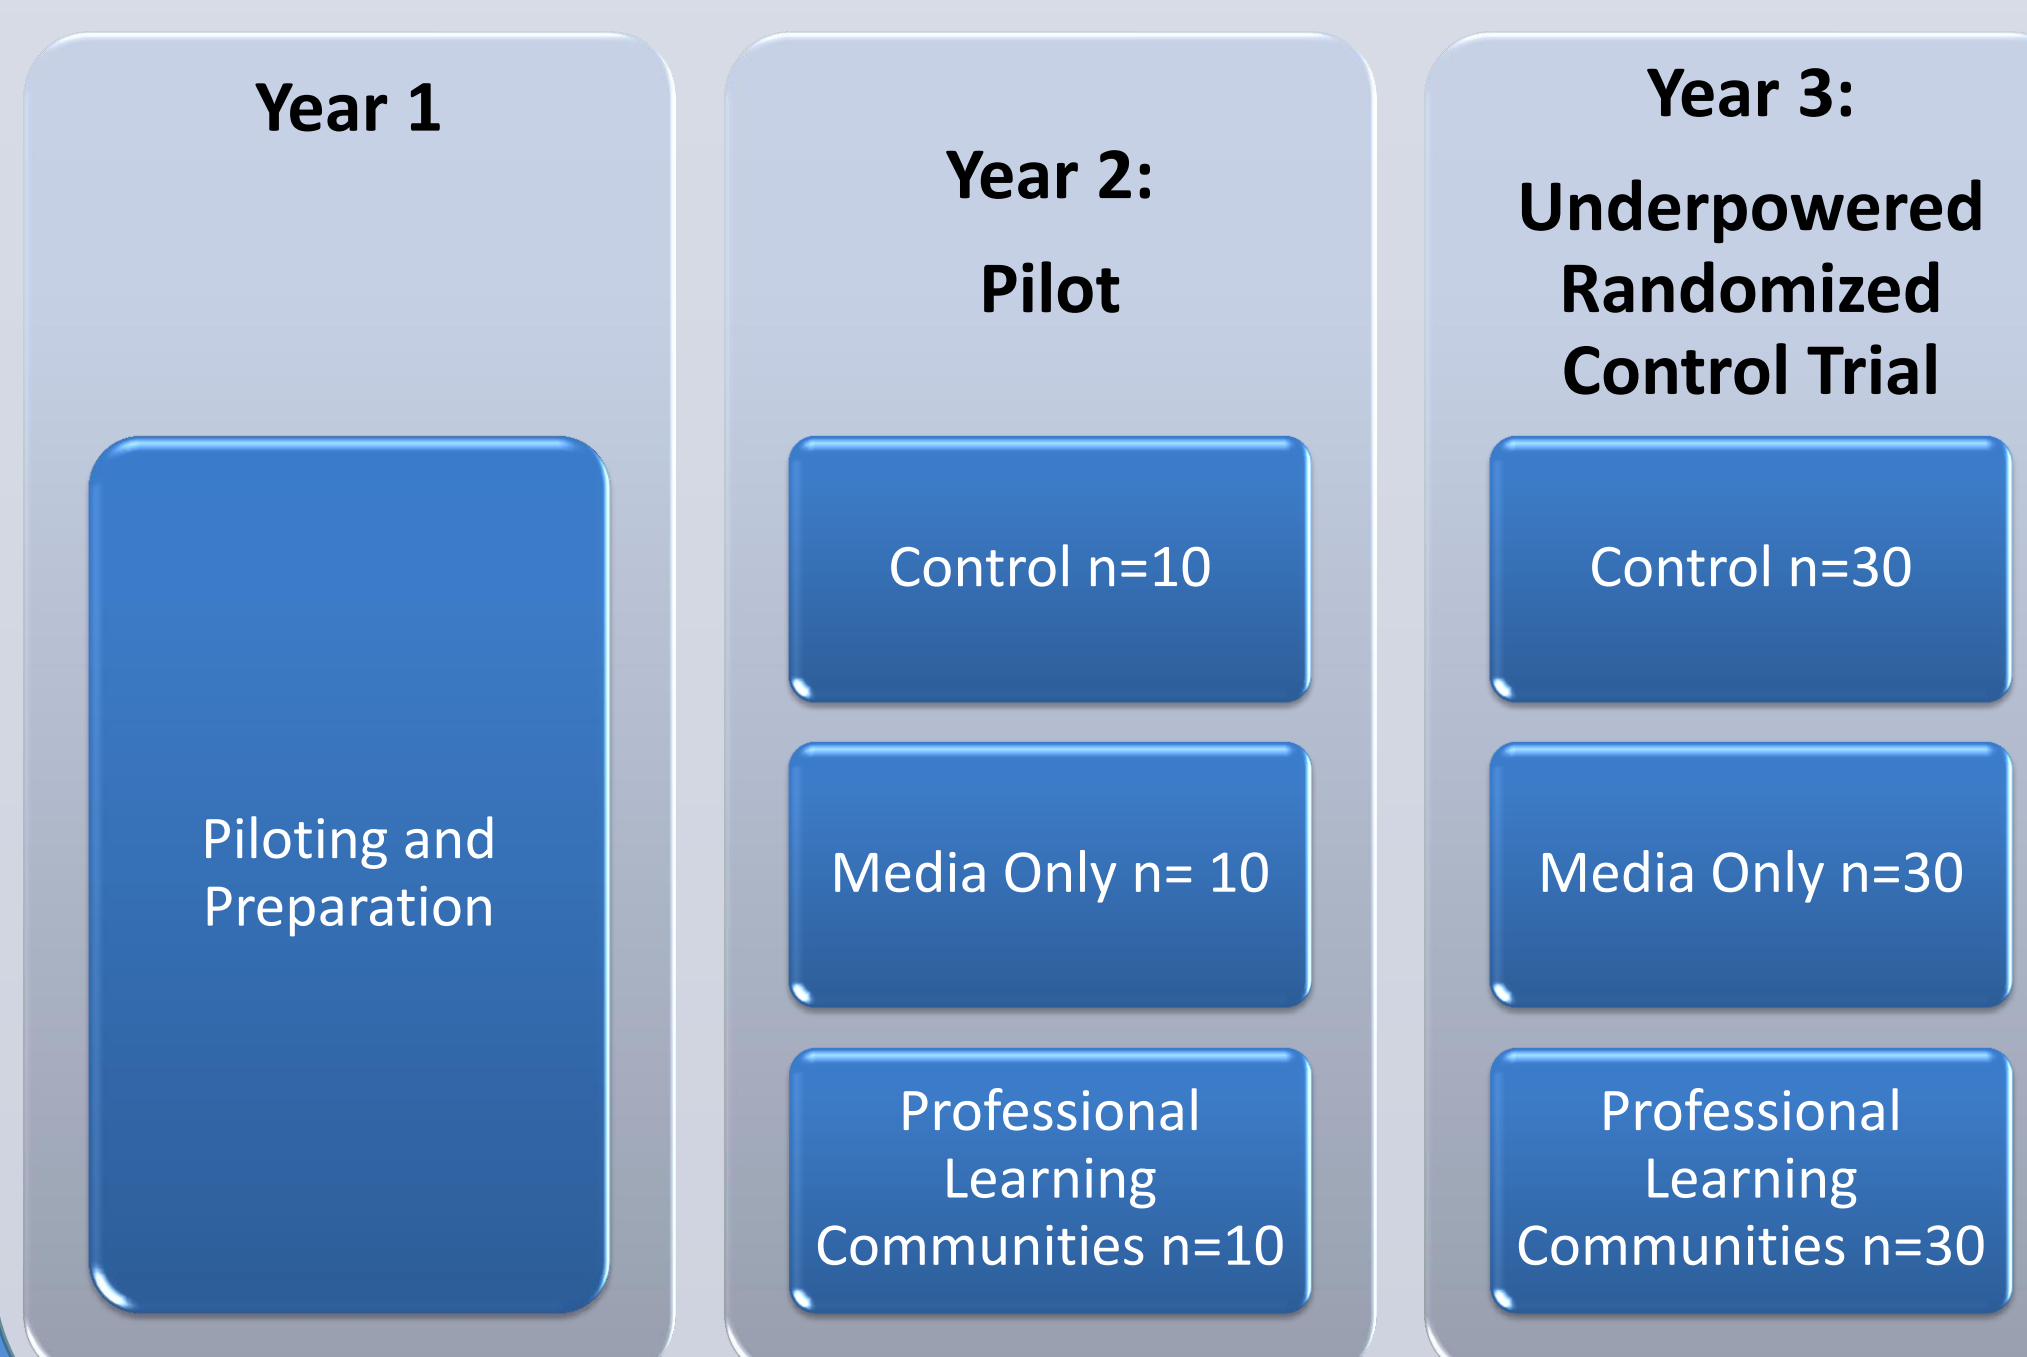 Year 1
Piloting and
Preparation
Year 2:
Pilot
Control n=10
Media Only n= 10
Professional
Learning
Communities n=10
Year 3:
Underpowered
Randomized
Control Trial
Control n=30
Media Only n=30
Professional
Learning
Communities n=30